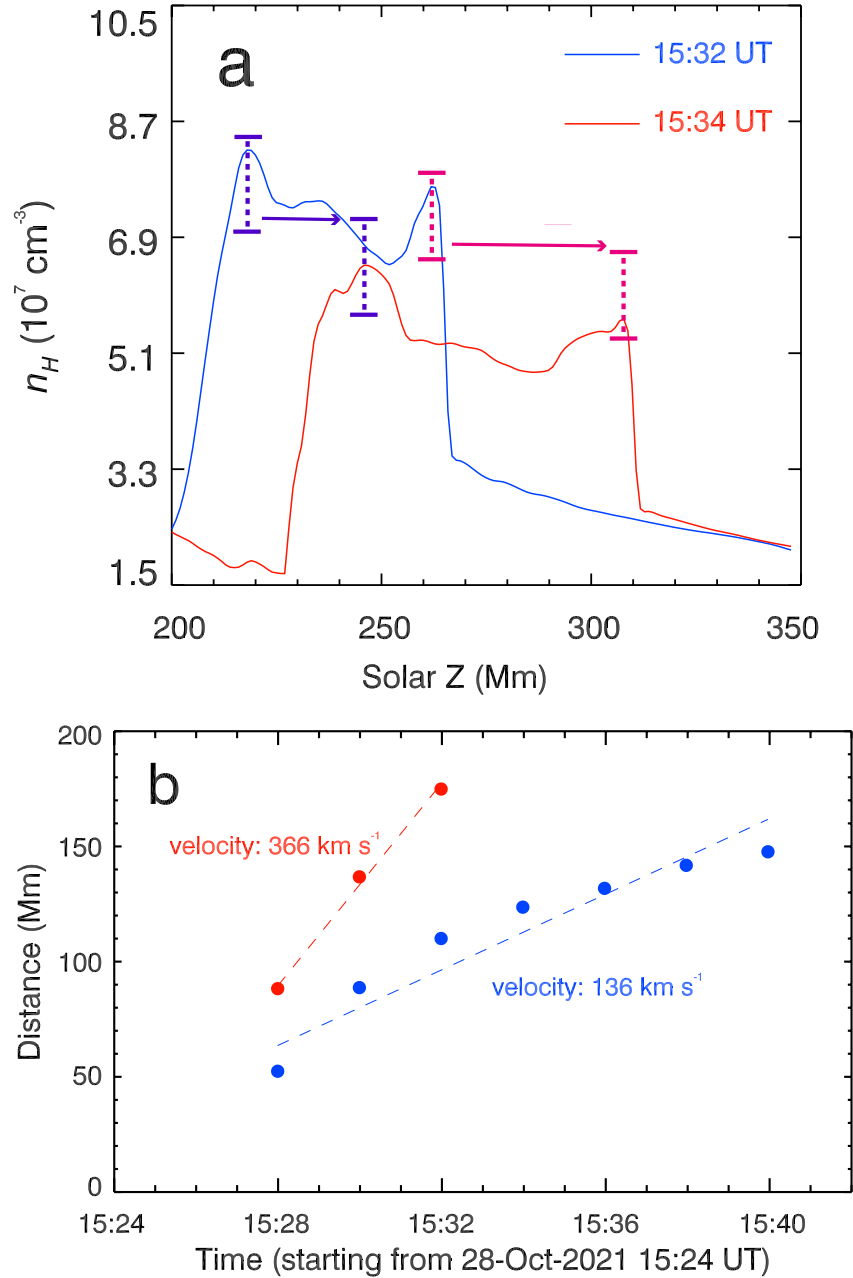 10.5
a
15:32 UT
8.7
15:34 UT
6.9
n_H (10^7 cm^-3)
5.1
3.3
1.5
200 250 300 350
Solar Z (Mm)
200
b
velocity: 366 km s^-1
150
Distance (Mm)
100
velocity: 136 km s^-1
50
0
15:24 15:28 15:32 15:36 15:40
Time (starting from 28-Oct-2021 15:24 UT)